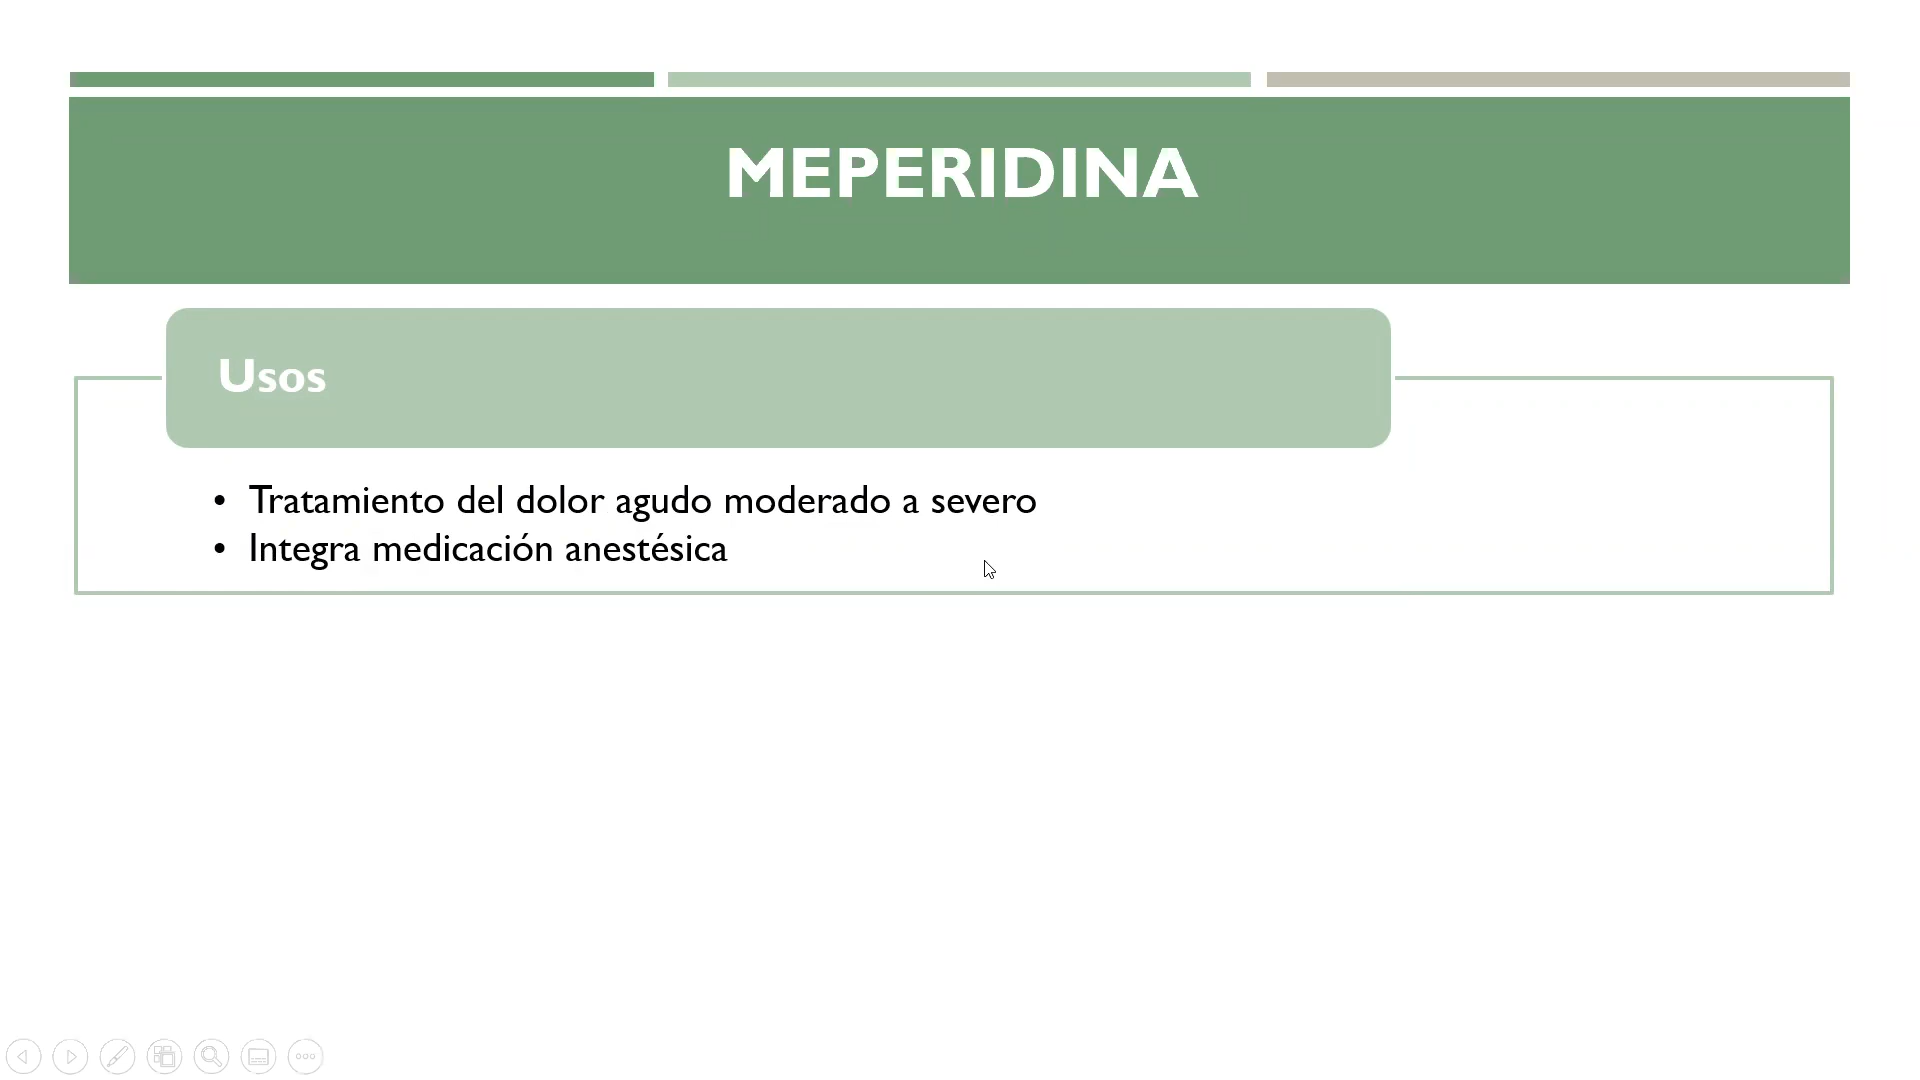 MEPERIDINA
Usos
• Tratamiento del dolor agudo moderado a severo
• Integra medicación anestésica